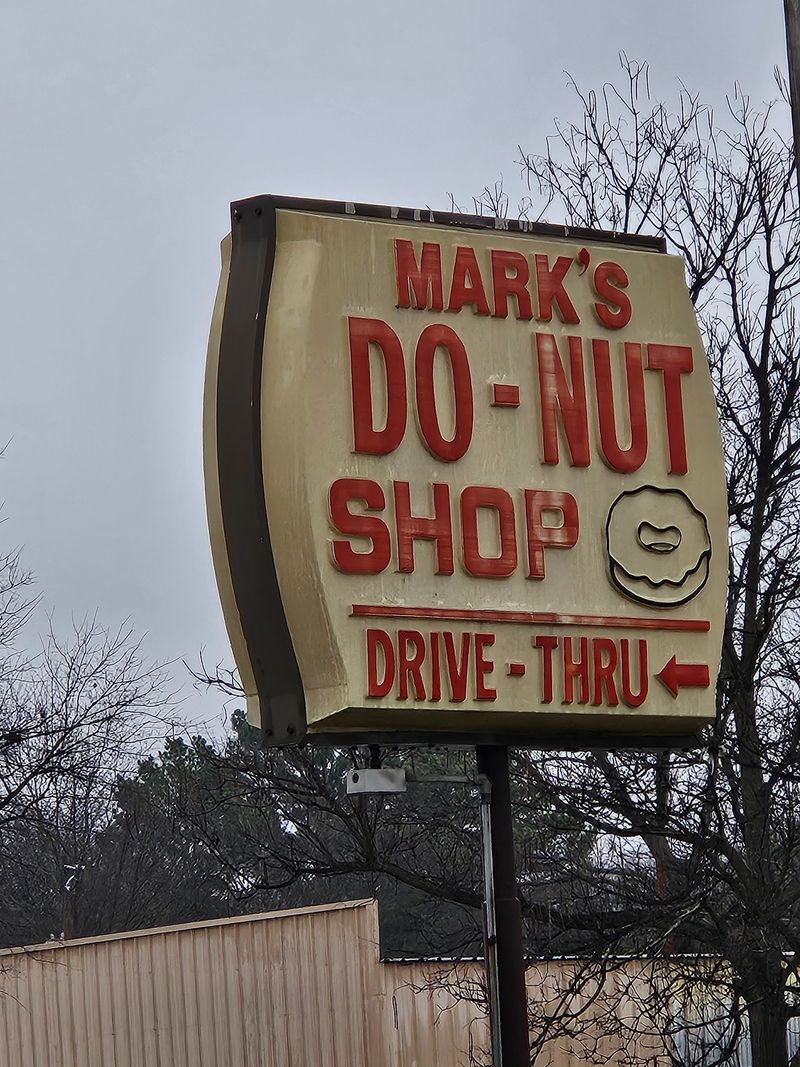 MARK'S
DO-NUT
SHOP
DRIVE-THRU